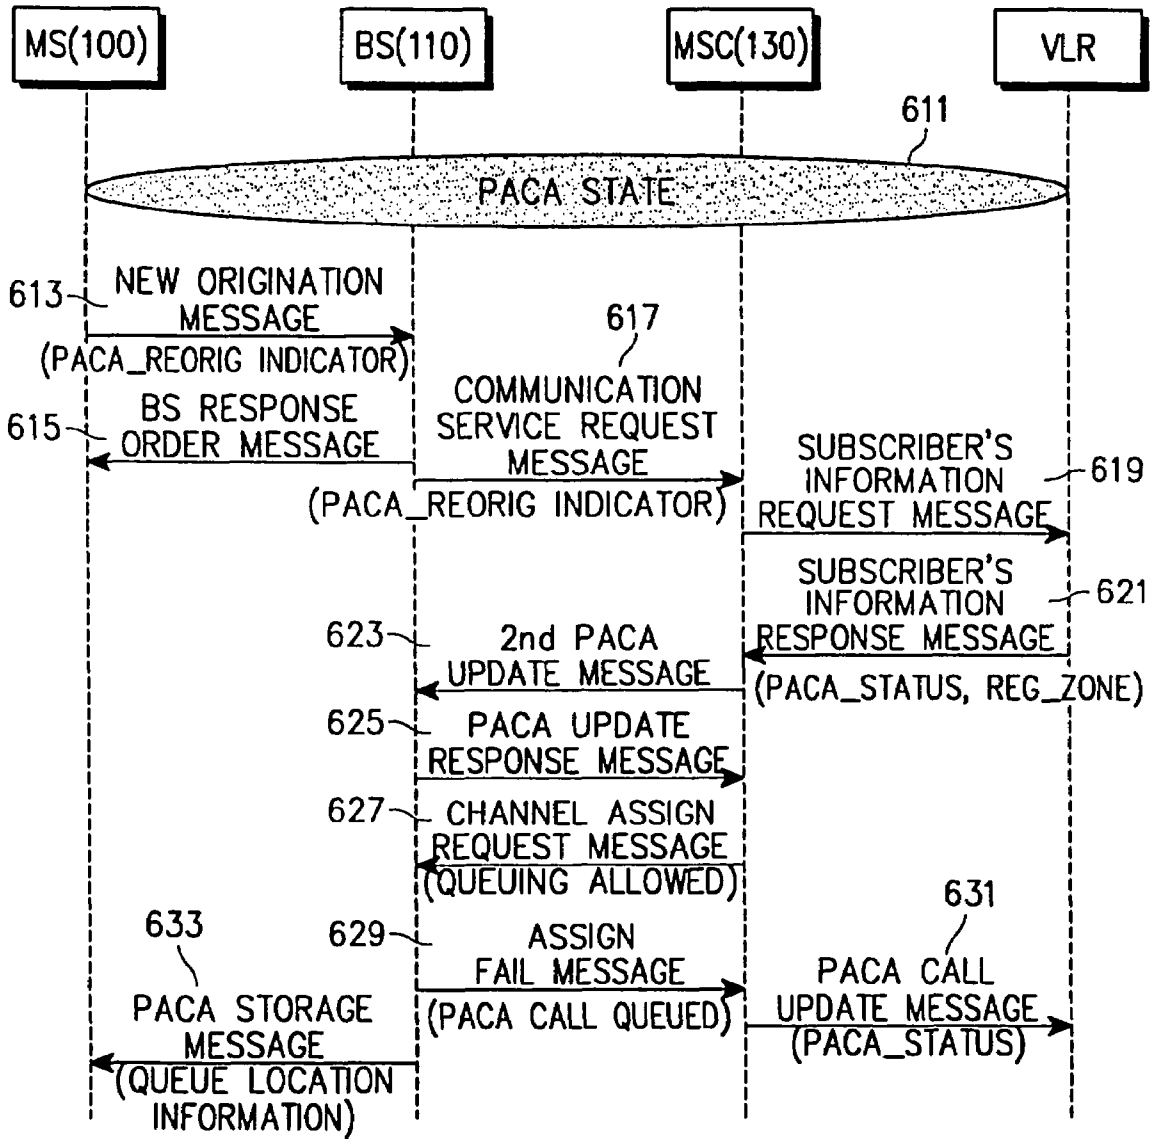 MS(100)
BS(110)
MSC(130)
VLR
611
PACA STATE
613
NEW ORIGINATION
MESSAGE
(PACA_REORIG INDICATOR)
615
BS RESPONSE
ORDER MESSAGE
617
COMMUNICATION
SERVICE REQUEST
MESSAGE
(PACA_REORIG INDICATOR)
SUBSCRIBER'S
INFORMATION
REQUEST MESSAGE
619
SUBSCRIBER'S
INFORMATION
RESPONSE MESSAGE
621
(PACA_STATUS, REG_ZONE)
623
2nd PACA
UPDATE MESSAGE
625
PACA UPDATE
RESPONSE MESSAGE
627
CHANNEL ASSIGN
REQUEST MESSAGE
(QUEUING ALLOWED)
629
ASSIGN
FAIL MESSAGE
(PACA CALL QUEUED)
631
PACA CALL
UPDATE MESSAGE
(PACA_STATUS)
633
PACA STORAGE
MESSAGE
(QUEUE LOCATION
INFORMATION)